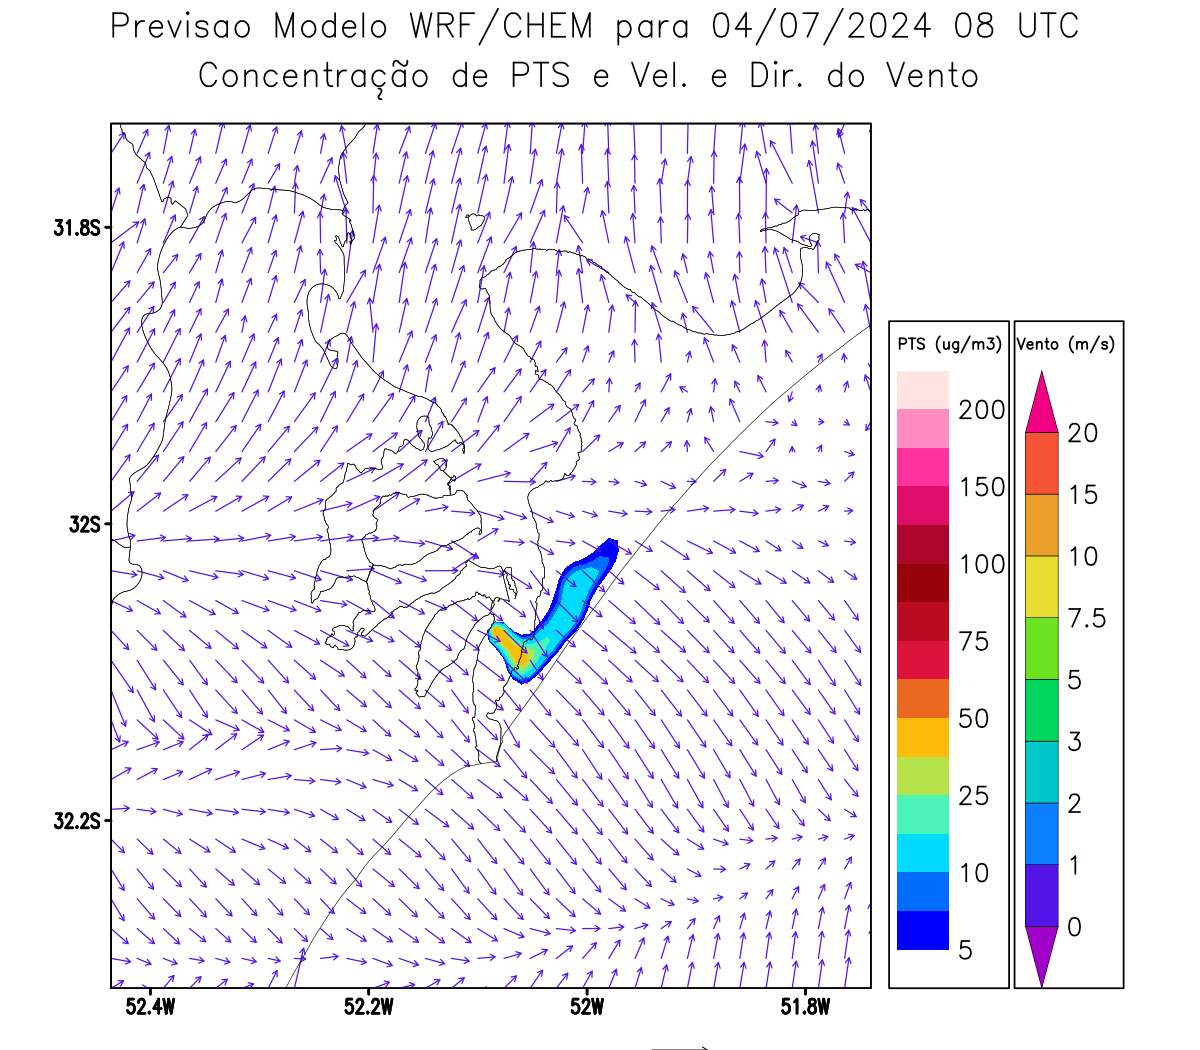 Previsao Modelo WRF/CHEM para 04/07/2024 08 UTC
Concentração de PTS e Vel. e Dir. do Vento
31.8S
32S
32.2S
52.4W
52.2W
52W
51.8W
PTS (ug/m3)
200
150
100
75
50
25
10
5
Vento (m/s)
20
15
10
7.5
5
3
2
1
0